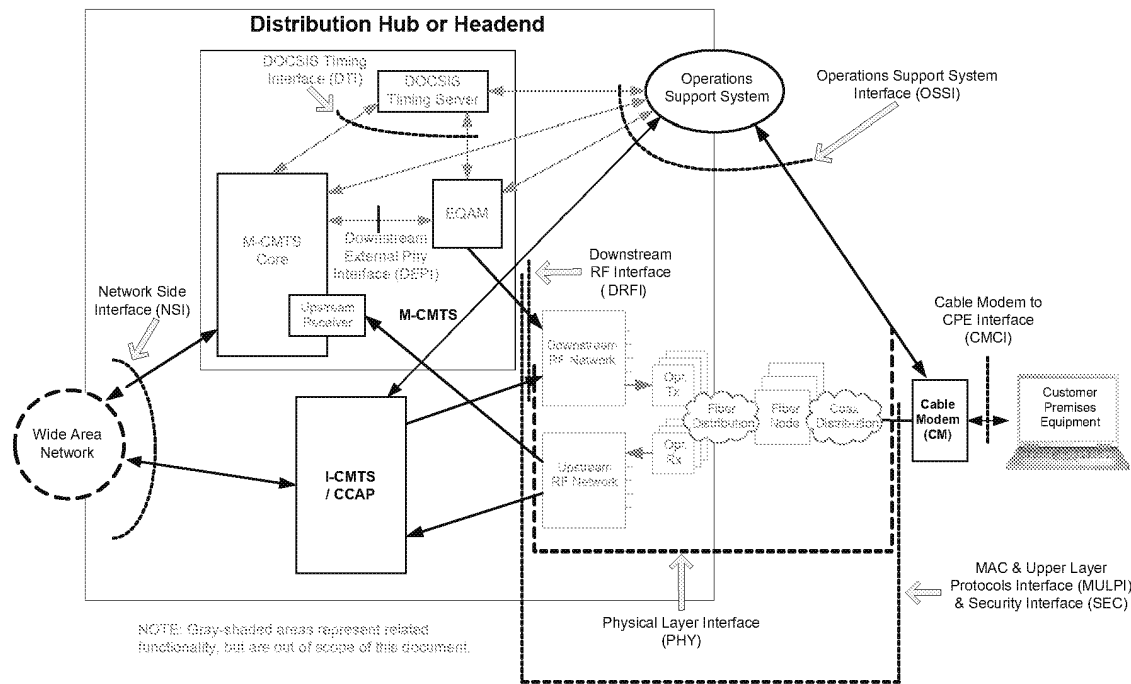 Distribution Hub or Headend
DOCSIG Timing
Interface (DTI)
DOCSIG
Timing Server
Operations
Support System
Operations Support System
Interface (OSSI)
M-CMTS
Core
EQAM
Downstream
External Phy
Interface (DEPI)
Upstream
Receiver
M-CMTS
Downstream
RF Interface
( DRFI)
Network Side
Interface (NSI)
Cable Modem to
CPE Interface
(CMCI)
Downstream
RF Network
Opt.
Tx
Fiber
Distribution
Fiber
Node
Coax
Distribution
Cable
Modem
(CM)
Customer
Premises
Equipment
Wide Area
Network
I-CMTS
/ CCAP
Upstream
RF Network
Opt.
Rx
MAC & Upper Layer
Protocols Interface (MULPI)
& Security Interface (SEC)
Physical Layer Interface
(PHY)
NOTE: Gray-shaded areas represent related
functionality, but are out of scope of this document.